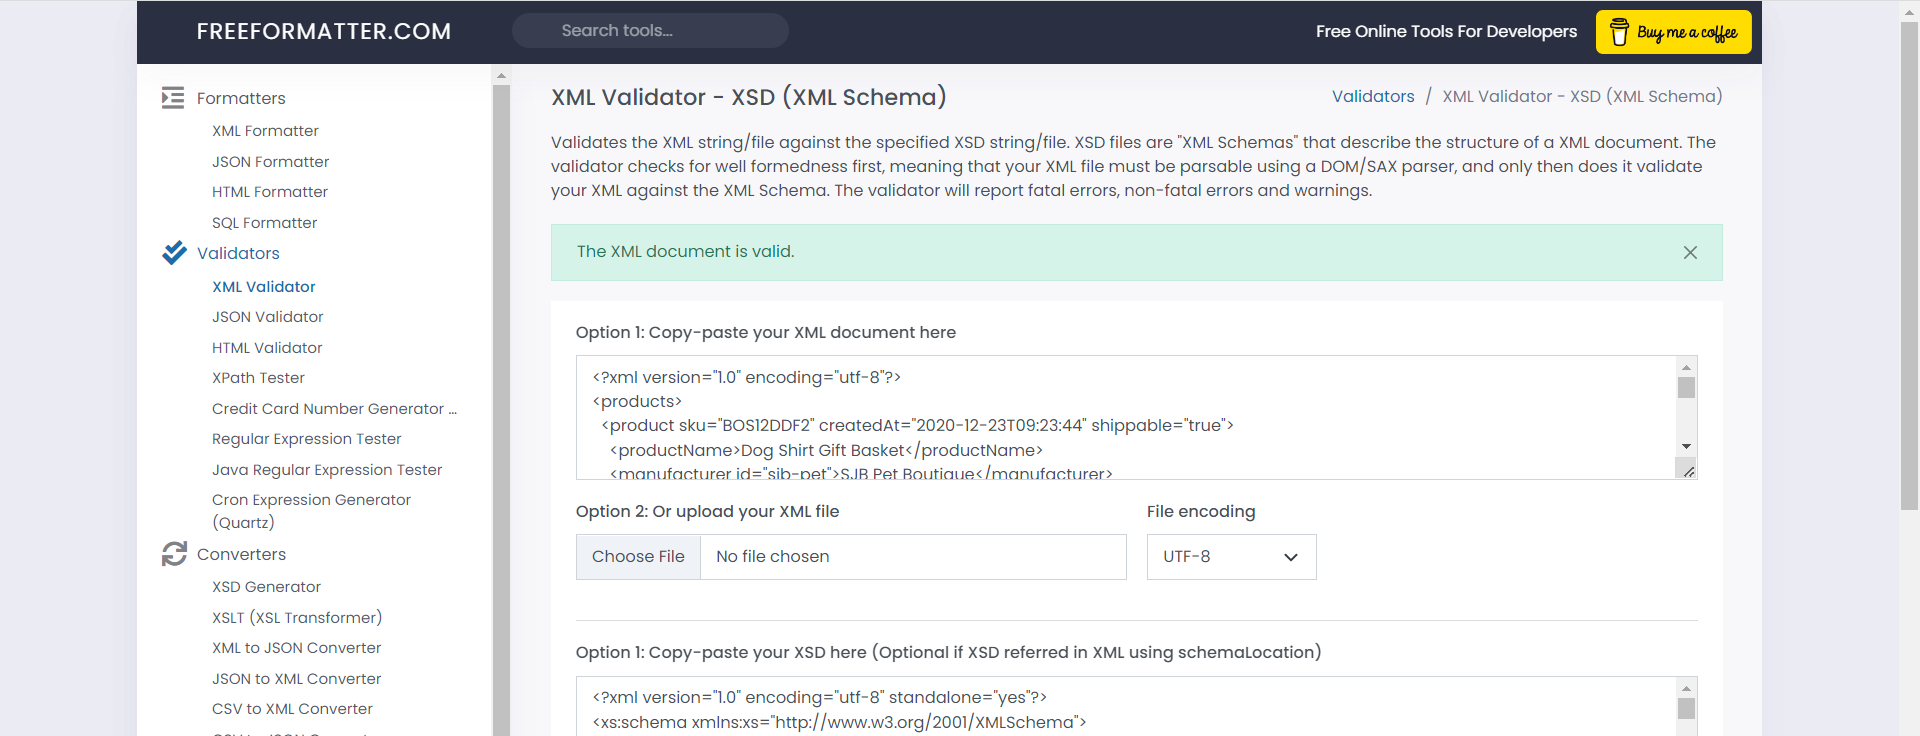 FREEFORMATTER.COM
Search tools...
Free Online Tools For Developers
Buy me a coffee
Formatters
XML Formatter
JSON Formatter
HTML Formatter
SQL Formatter
Validators
XML Validator
JSON Validator
HTML Validator
XPath Tester
Credit Card Number Generator ...
Regular Expression Tester
Java Regular Expression Tester
Cron Expression Generator
(Quartz)
Converters
XSD Generator
XSLT (XSL Transformer)
XML to JSON Converter
JSON to XML Converter
CSV to XML Converter
XML Validator - XSD (XML Schema)
Validators / XML Validator - XSD (XML Schema)
Validates the XML string/file against the specified XSD string/file. XSD files are "XML Schemas" that describe the structure of a XML document. The
validator checks for well formedness first, meaning that your XML file must be parsable using a DOM/SAX parser, and only then does it validate
your XML against the XML Schema. The validator will report fatal errors, non-fatal errors and warnings.
The XML document is valid.
Option 1: Copy-paste your XML document here
<?xml version="1.0" encoding="utf-8"?>
<products>
<product sku="BOS12DDF2" createdAt="2020-12-23T09:23:44" shippable="true">
<productName>Dog Shirt Gift Basket</productName>
<manufacturer id="sjb-pet">SJB Pet Boutique</manufacturer>
Option 2: Or upload your XML file
File encoding
Choose File No file chosen
UTF-8
Option 1: Copy-paste your XSD here (Optional if XSD referred in XML using schemaLocation)
<?xml version="1.0" encoding="utf-8" standalone="yes"?>
<xs:schema xmlns:xs="http://www.w3.org/2001/XMLSchema">